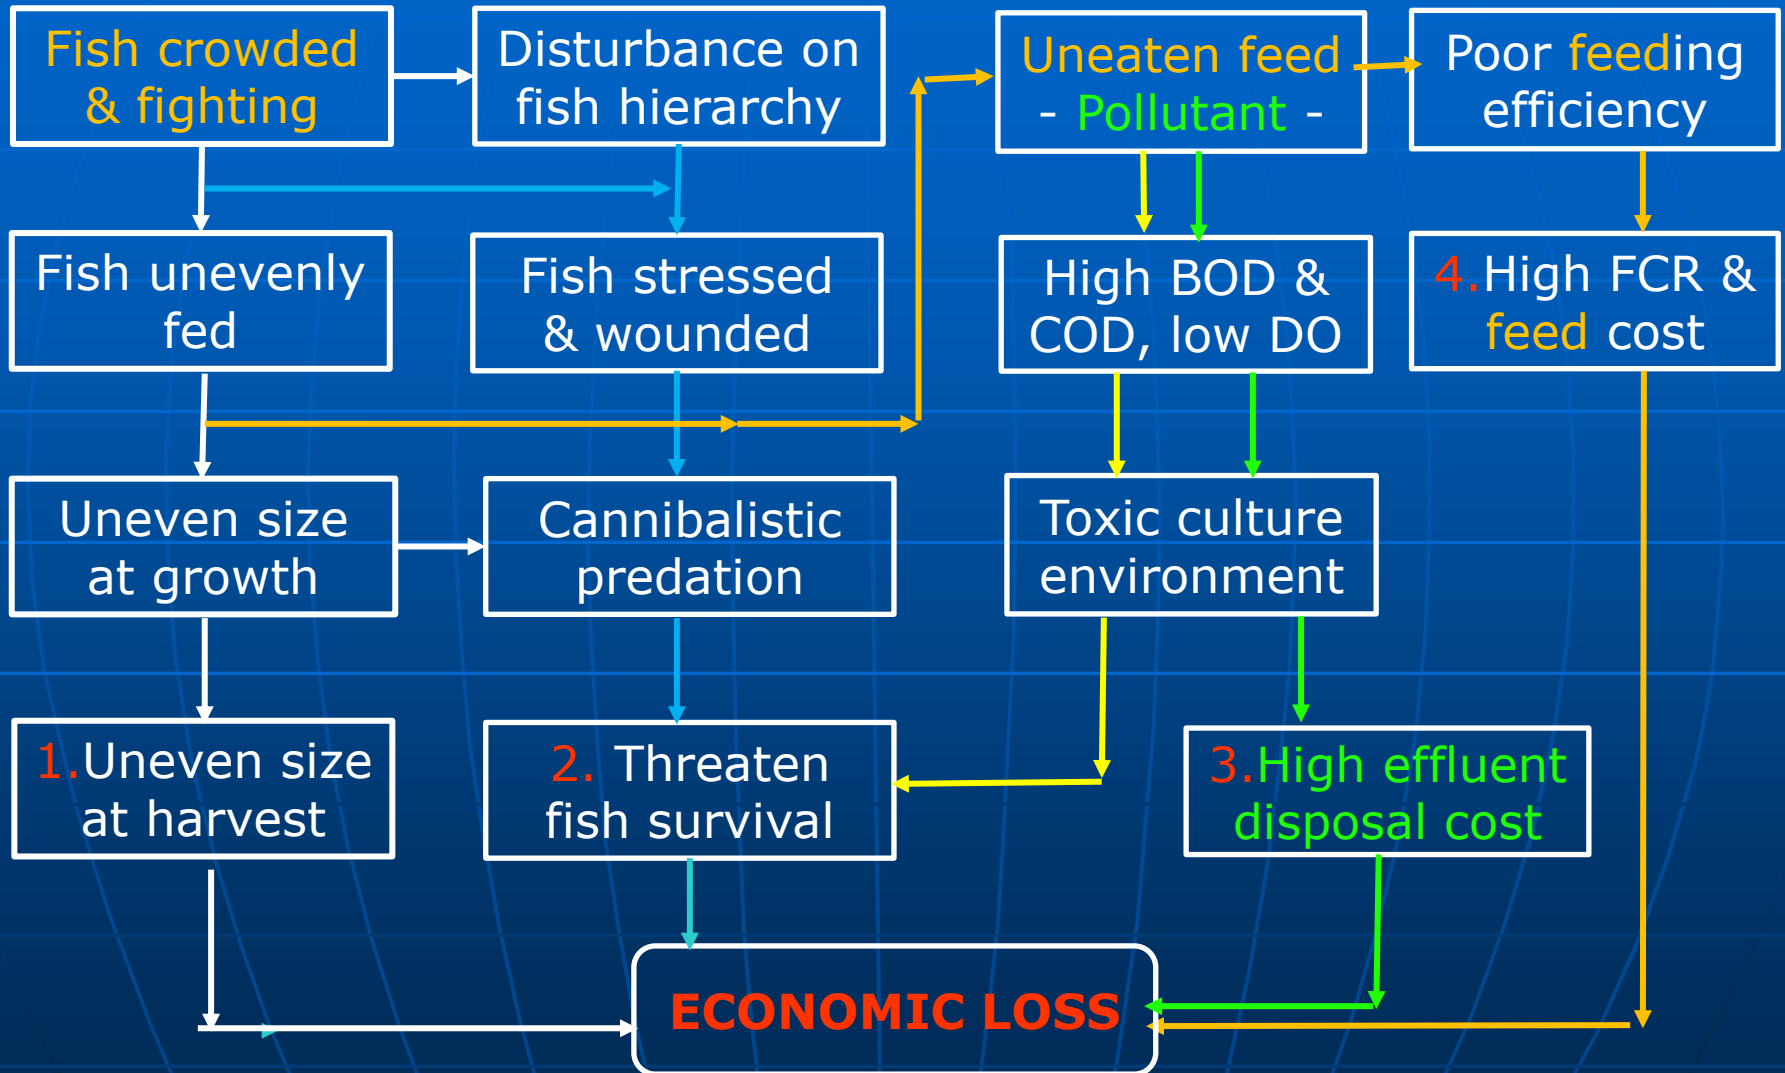 Fish crowded
& fighting
Disturbance on
fish hierarchy
Uneaten feed
- Pollutant -
Poor feeding
efficiency
Fish unevenly
fed
Fish stressed
& wounded
High BOD &
COD, low DO
4.High FCR &
feed cost
Uneven size
at growth
Cannibalistic
predation
Toxic culture
environment
1.Uneven size
at harvest
2. Threaten
fish survival
3.High effluent
disposal cost
ECONOMIC LOSS